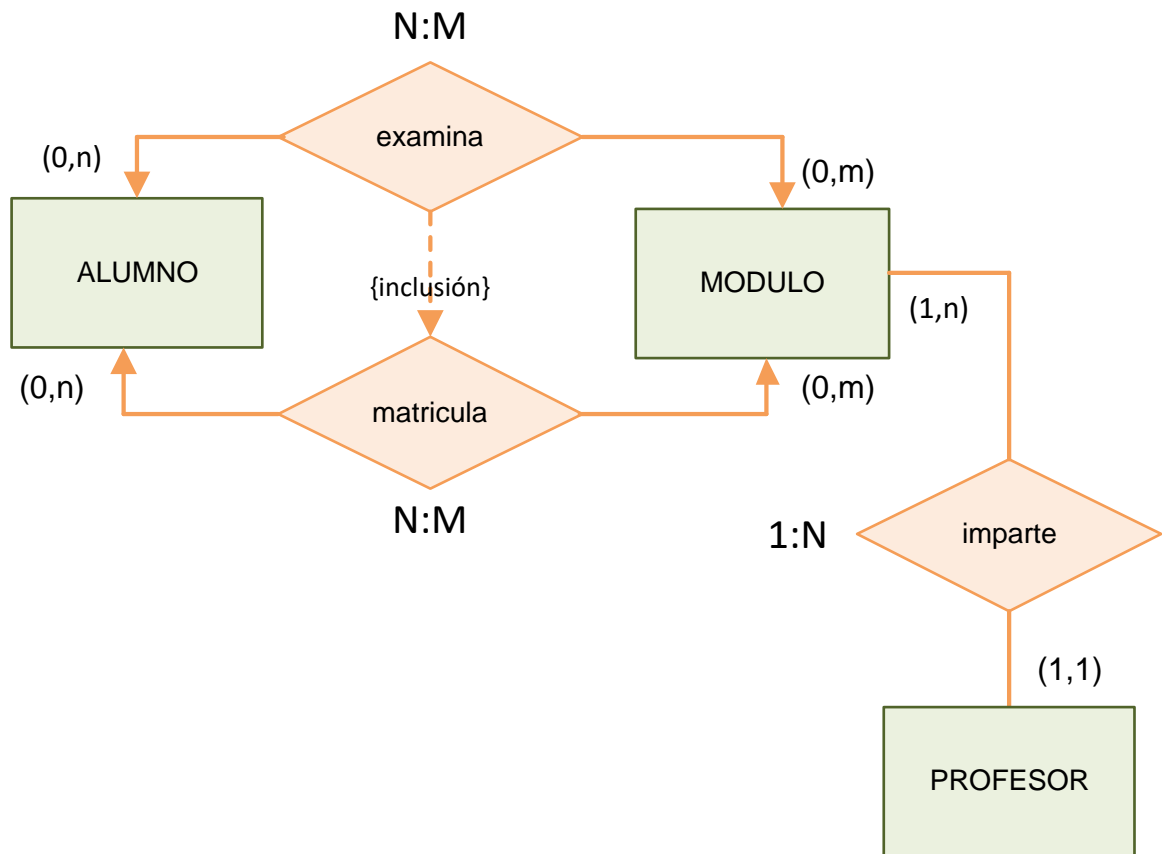 N:M
examina
(0,n)
(0,m)
ALUMNO
MODULO
{inclusión}
(1,n)
(0,n)
(0,m)
matricula
N:M
1:N
imparte
(1,1)
PROFESOR